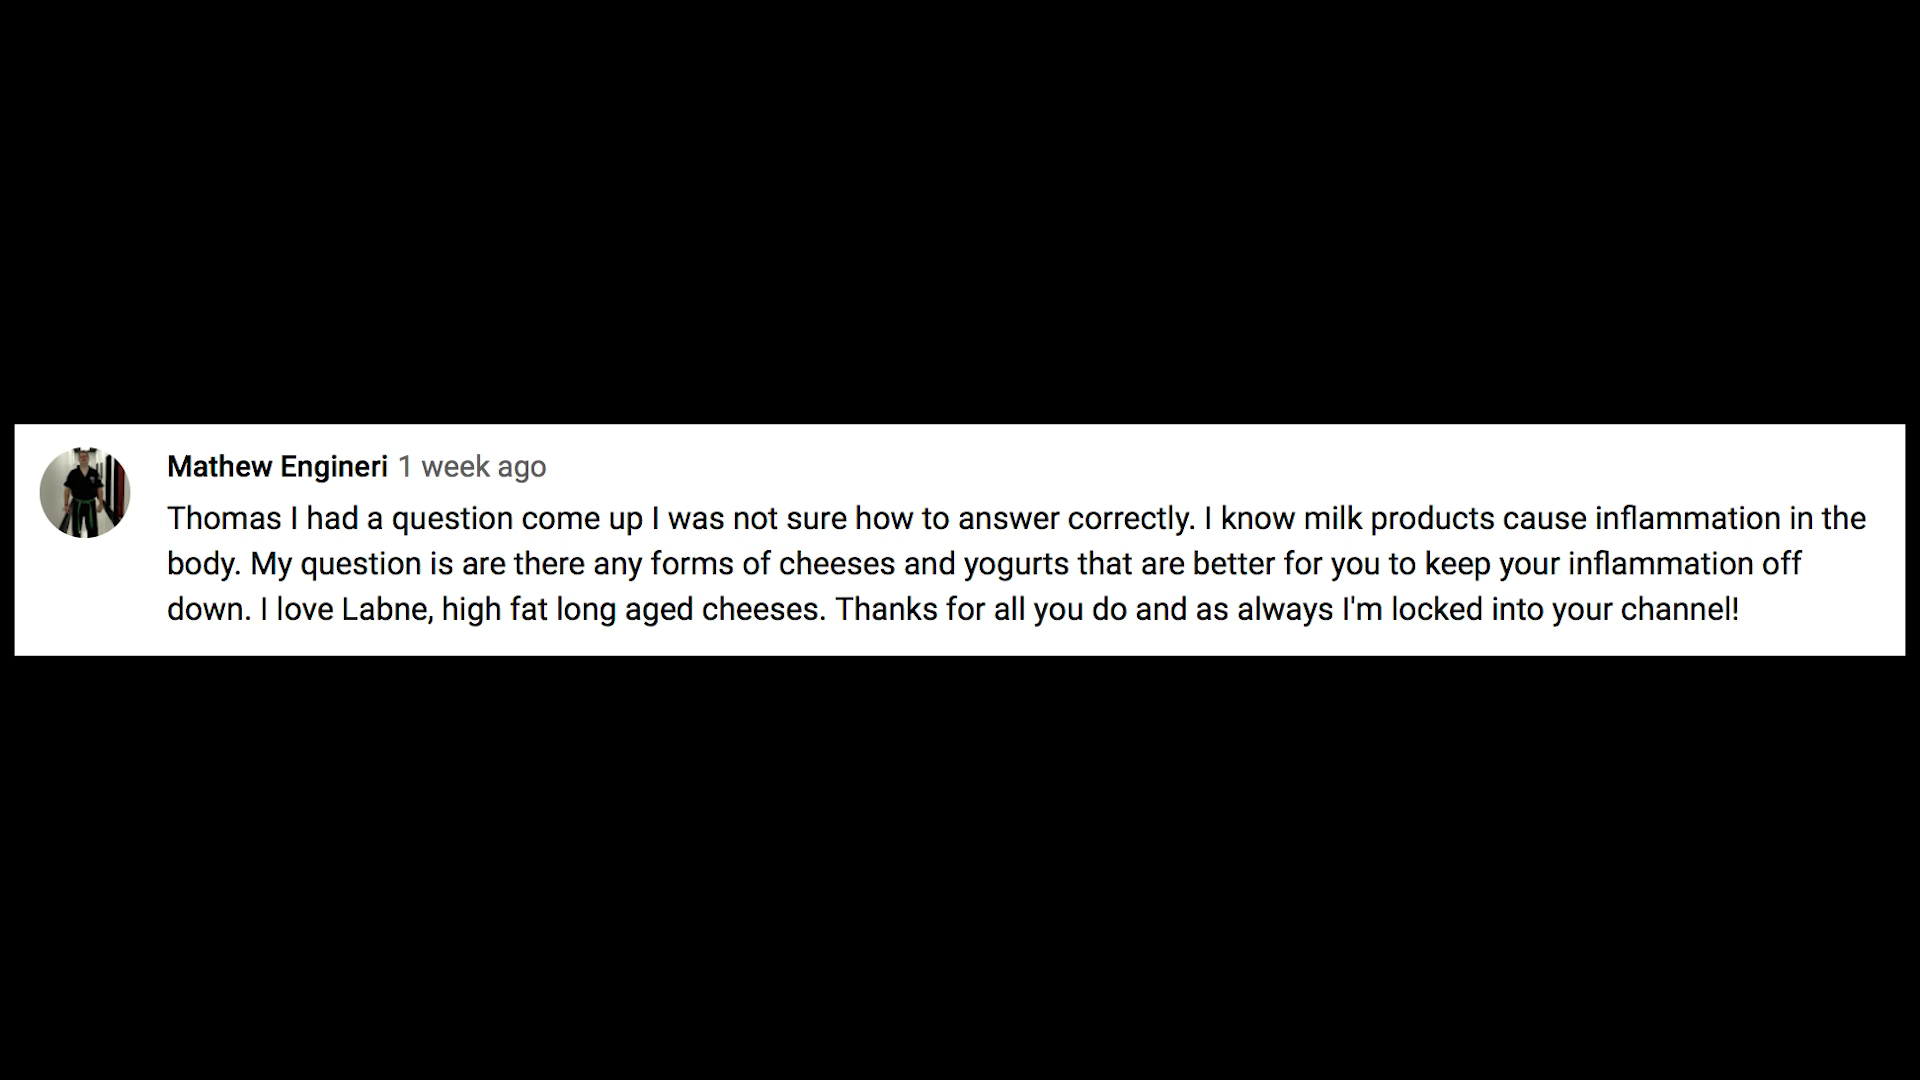 Mathew Engineri 1 week ago
Thomas I had a question come up I was not sure how to answer correctly. I know milk products cause inflammation in the
body. My question is are there any forms of cheeses and yogurts that are better for you to keep your inflammation off
down. I love Labne, high fat long aged cheeses. Thanks for all you do and as always I'm locked into your channel!